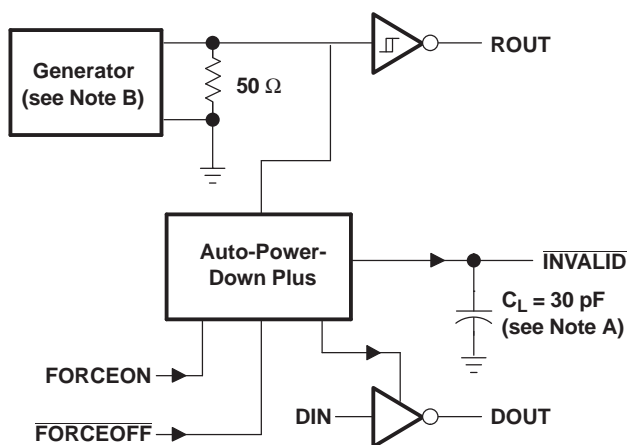 ROUT
Generator
(see Note B)
50 Ω
Auto-Power-
Down Plus
INVALID
C_L = 30 pF
(see Note A)
FORCEON
FORCEOFF
DIN
DOUT